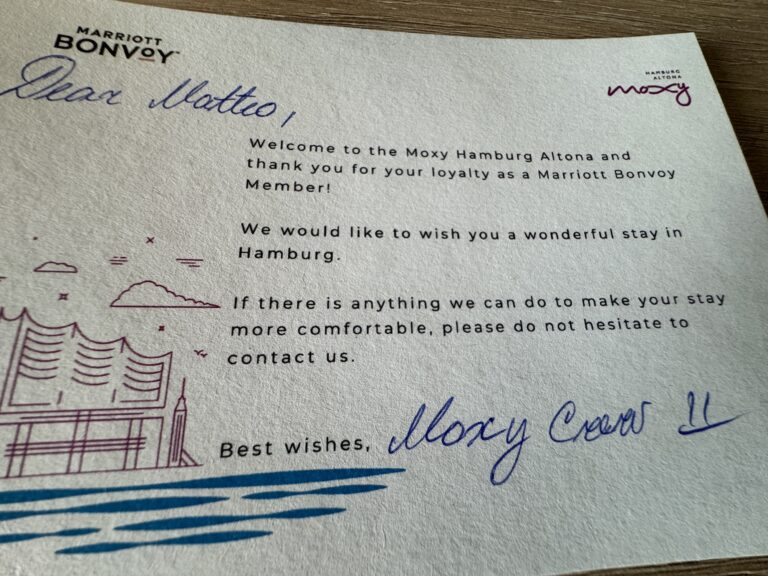 MARRIOTT
BONVOY™
HAMBURG
ALTONA
moxy
Dear Matteo,
Welcome to the Moxy Hamburg Altona and
thank you for your loyalty as a Marriott Bonvoy
Member!
We would like to wish you a wonderful stay in
Hamburg.
If there is anything we can do to make your stay
more comfortable, please do not hesitate to
contact us.
Best wishes, Moxy Crew !!